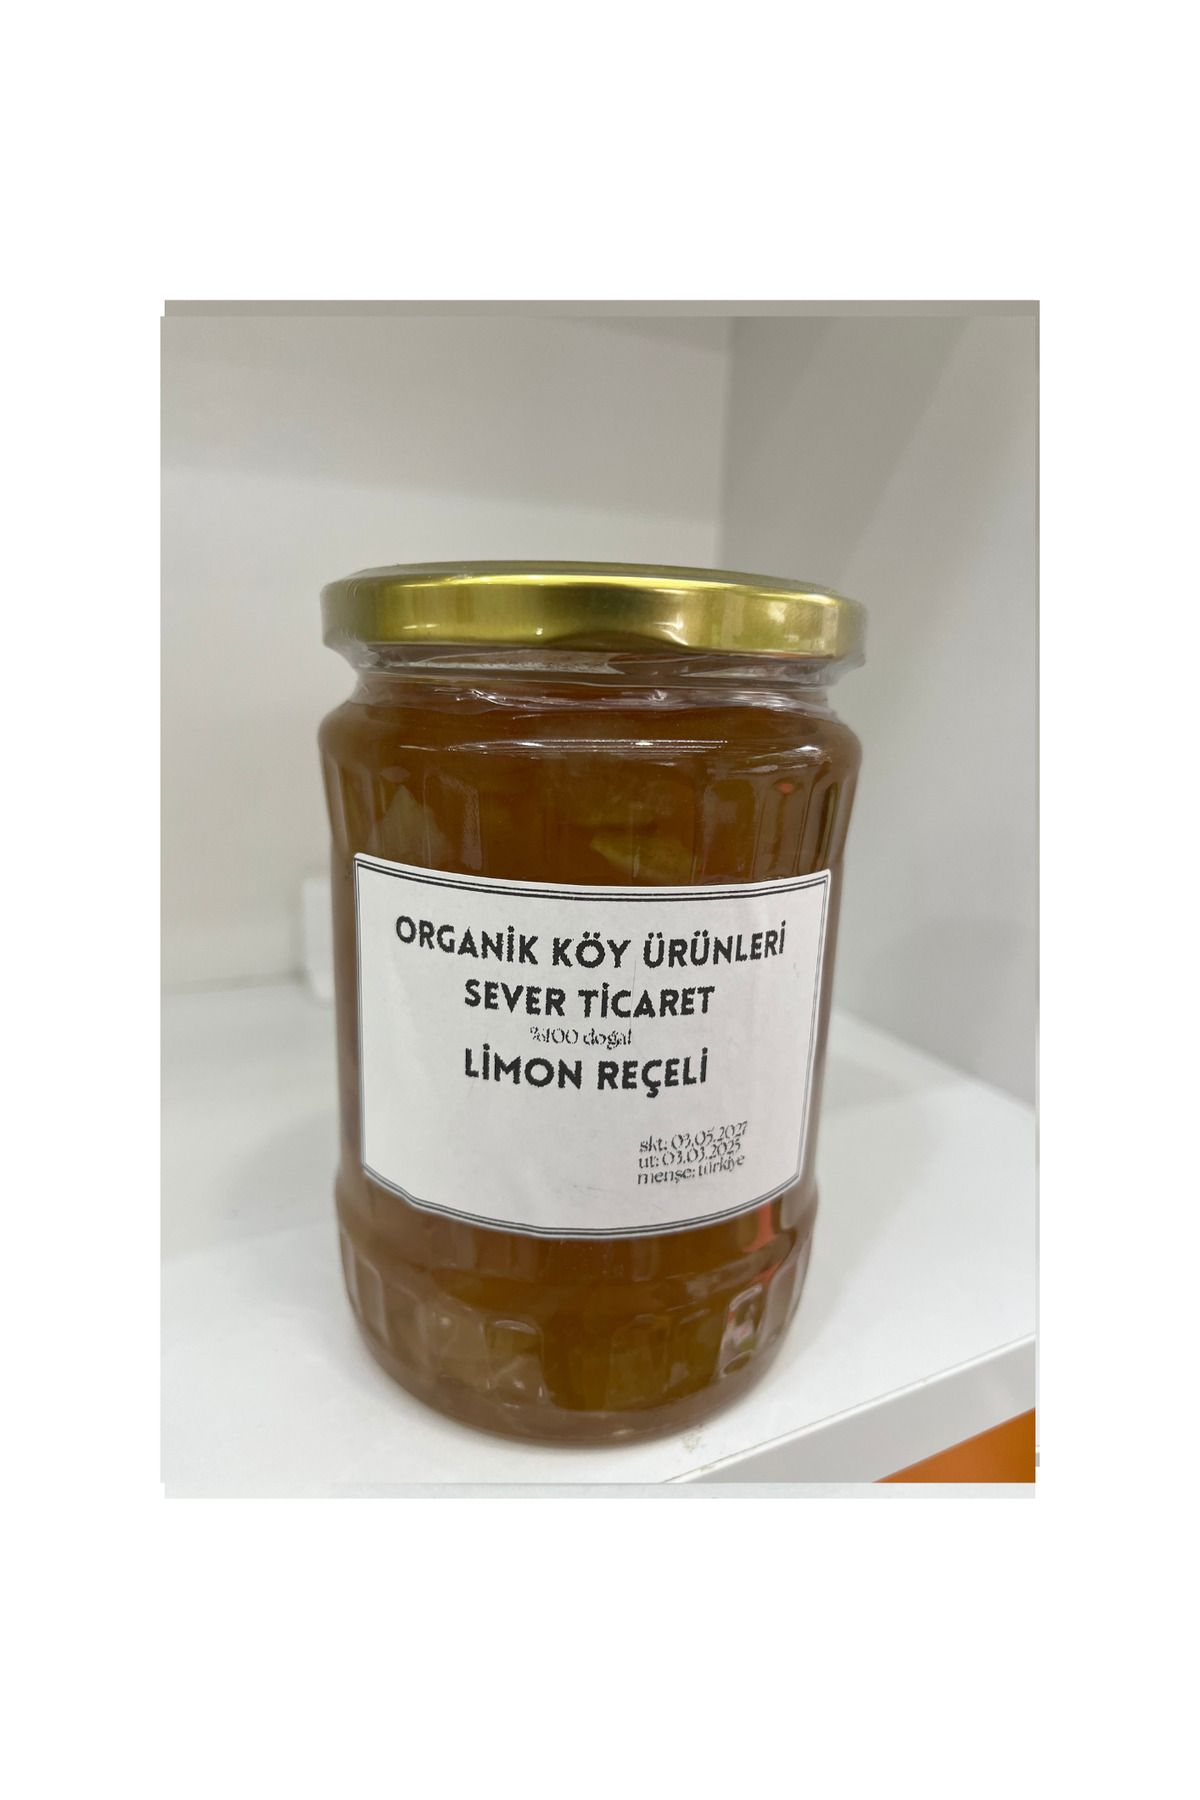 ORGANİK KÖY ÜRÜNLERİ
SEVER TİCARET
%100 doğal
LİMON REÇELİ
skt: 03.05.2027
ut: 03.03.2025
menşe: türkiye